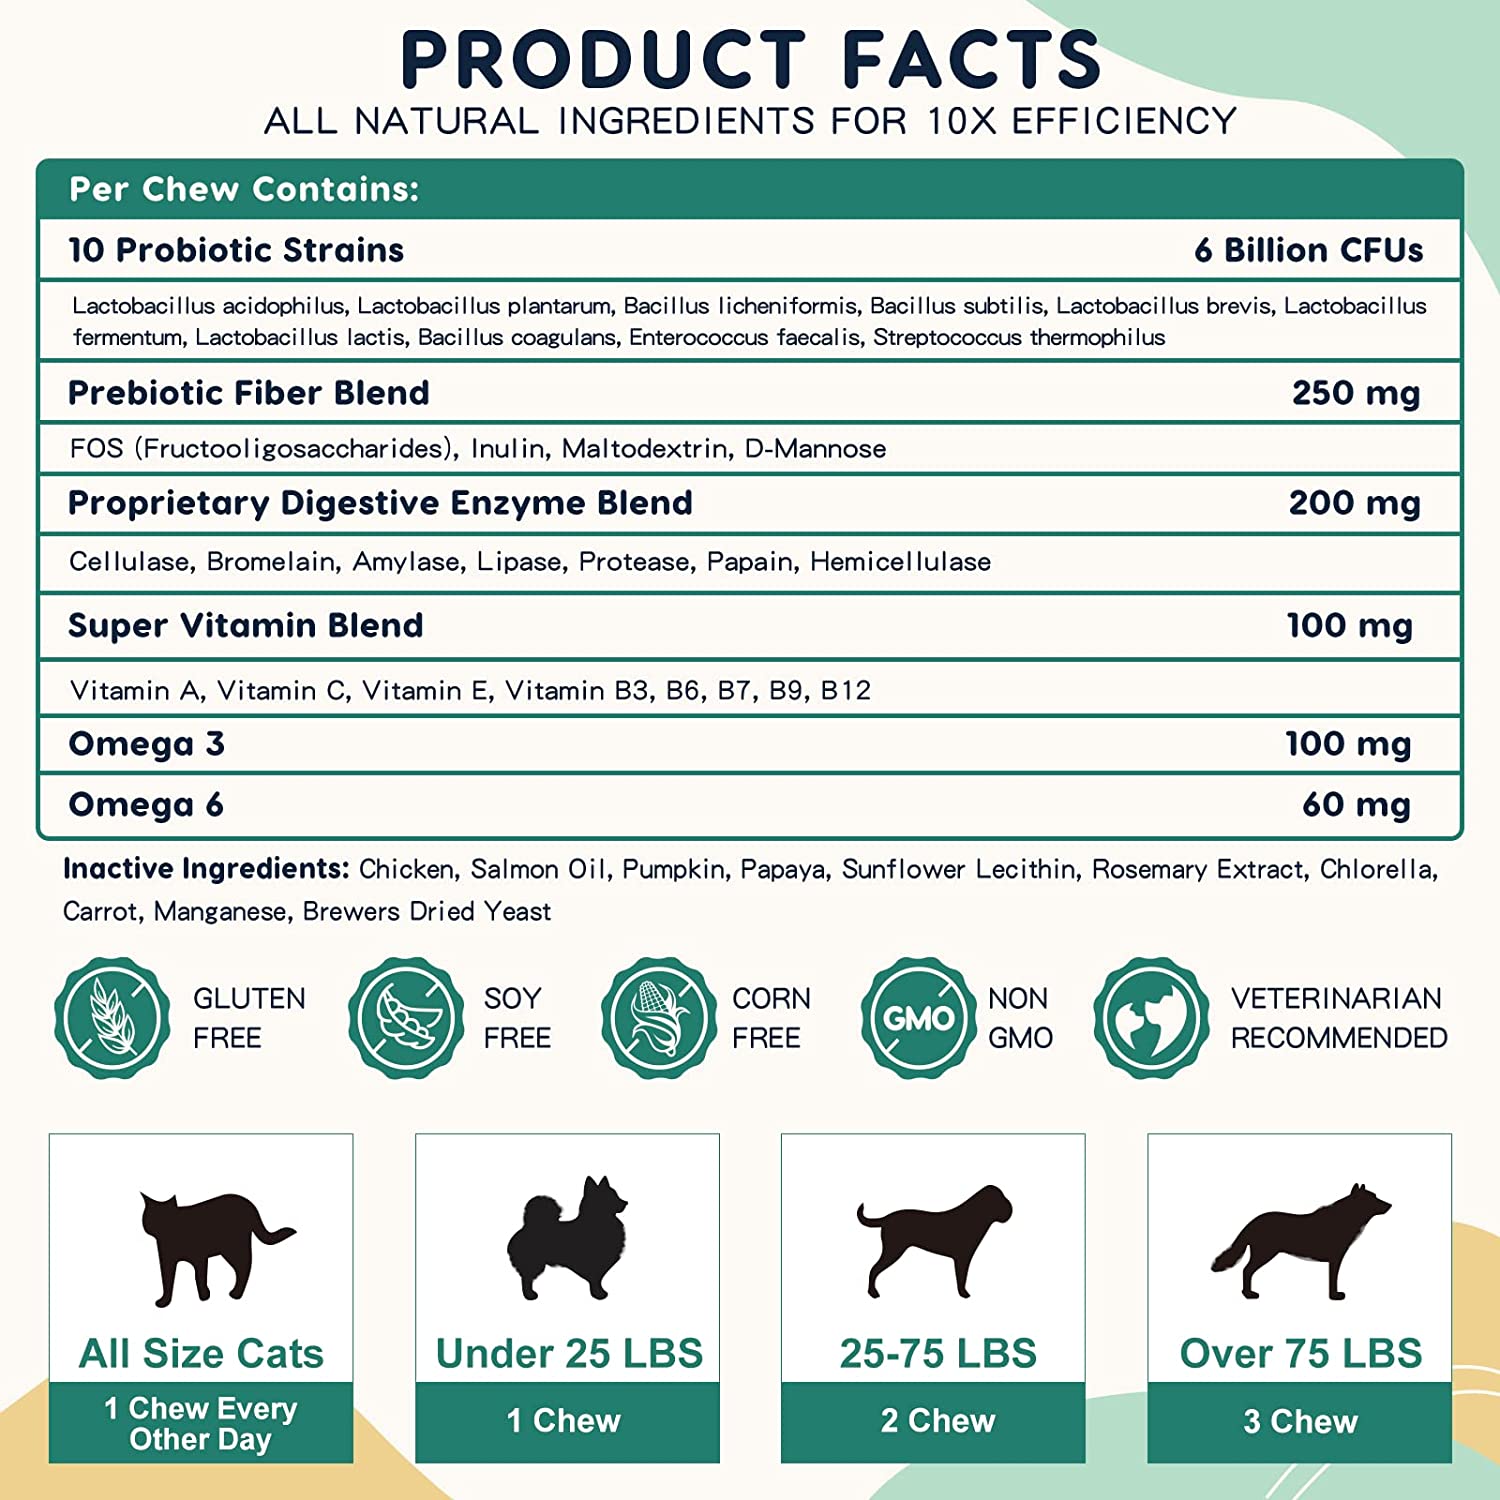 PRODUCT FACTS
ALL NATURAL INGREDIENTS FOR 10X EFFICIENCY
Per Chew Contains:
10 Probiotic Strains 6 Billion CFUs
Lactobacillus acidophilus, Lactobacillus plantarum, Bacillus licheniformis, Bacillus subtilis, Lactobacillus brevis, Lactobacillus
fermentum, Lactobacillus lactis, Bacillus coagulans, Enterococcus faecalis, Streptococcus thermophilus
Prebiotic Fiber Blend 250 mg
FOS (Fructooligosaccharides), Inulin, Maltodextrin, D-Mannose
Proprietary Digestive Enzyme Blend 200 mg
Cellulase, Bromelain, Amylase, Lipase, Protease, Papain, Hemicellulase
Super Vitamin Blend 100 mg
Vitamin A, Vitamin C, Vitamin E, Vitamin B3, B6, B7, B9, B12
Omega 3 100 mg
Omega 6 60 mg
Inactive Ingredients: Chicken, Salmon Oil, Pumpkin, Papaya, Sunflower Lecithin, Rosemary Extract, Chlorella,
Carrot, Manganese, Brewers Dried Yeast
GLUTEN
FREE
SOY
FREE
CORN
FREE
GMO
NON
GMO
VETERINARIAN
RECOMMENDED
All Size Cats
1 Chew Every
Other Day
Under 25 LBS
1 Chew
25-75 LBS
2 Chew
Over 75 LBS
3 Chew